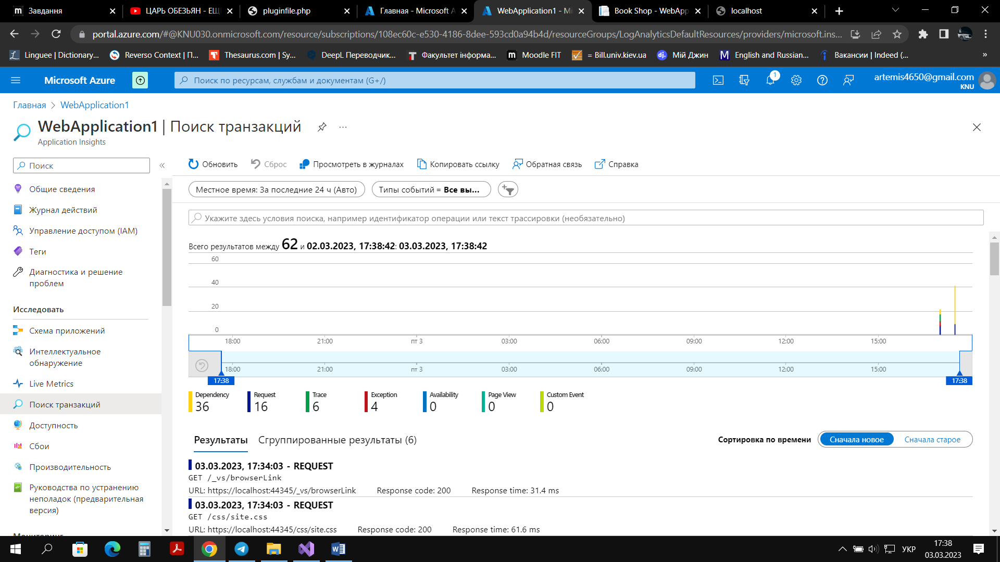 Завдання
ЦАРЬ ОБЕЗЬЯН - ЕЩ
pluginfile.php
Главная - Microsoft A
WebApplication1 - Mi
Book Shop - WebApp
localhost
portal.azure.com/#@KNU030.onmicrosoft.com/resource/subscriptions/108ec60c-e530-4186-8dee-593cd0a94b4d/resourceGroups/LogAnalyticsDefaultResources/providers/microsoft.ins...
Linguee | Dictionary...
Reverso Context | П...
Thesaurus.com | Sy...
DeepL Переводчик...
Факультет інформа...
Moodle FIT
= Bill.univ.kiev.ua
Мій Джин
English and Russian...
Вакансии | Indeed (...
»
Microsoft Azure
Поиск по ресурсам, службам и документам (G+/)
1
artemis4650@gmail.com
KNU
Главная > WebApplication1
WebApplication1 | Поиск транзакций
Application Insights
Поиск
«
Обновить
Сброс
Просмотреть в журналах
Копировать ссылку
Обратная связь
Справка
Местное время: За последние 24 ч (Авто)
Типы событий = Все вы...
Укажите здесь условия поиска, например идентификатор операции или текст трассировки (необязательно)
Общие сведения
Журнал действий
Управление доступом (IAM)
Теги
Диагностика и решение
проблем
Исследовать
Схема приложений
Интеллектуальное
обнаружение
Live Metrics
Поиск транзакций
Доступность
Сбои
Производительность
Руководства по устранению
неполадок (предварительная
версия)
Мониторинг
Всего результатов между 62 и 02.03.2023, 17:38:42: 03.03.2023, 17:38:42
60
40
20
0
18:00
21:00
пт 3
03:00
06:00
09:00
12:00
15:00
18:00
21:00
пт 3
03:00
06:00
09:00
12:00
15:00
17:38
17:38
Dependency
36
Request
16
Trace
6
Exception
4
Availability
0
Page View
0
Custom Event
0
Результаты
Сгруппированные результаты (6)
Сортировка по времени
Сначала новое
Сначала старое
03.03.2023, 17:34:03 - REQUEST
GET /_vs/browserLink
URL: https://localhost:44345/_vs/browserLink
Response code: 200
Response time: 31.4 ms
03.03.2023, 17:34:03 - REQUEST
GET /css/site.css
URL: https://localhost:44345/css/site.css
Response code: 200
Response time: 61.6 ms
УКР
17:38
03.03.2023